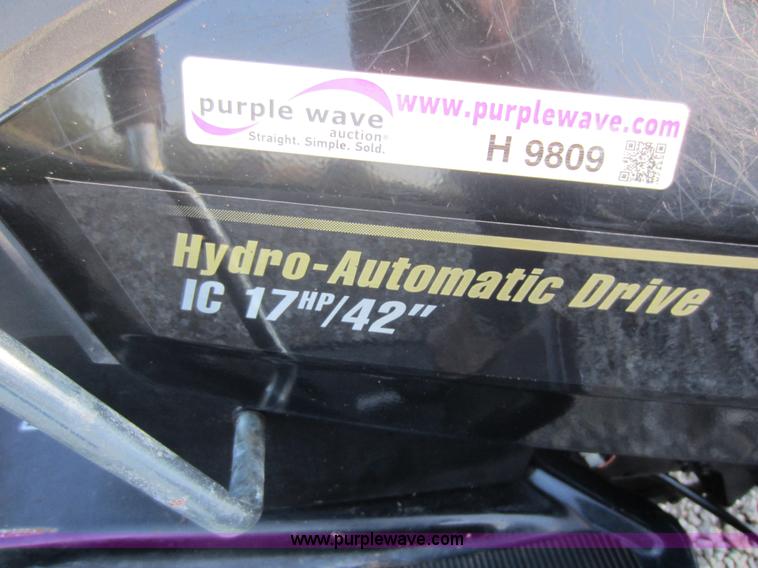 purple wave
auction®
Straight. Simple. Sold.
www.purplewave.com
H 9809
Hydro-Automatic Drive
IC 17HP/42"
www.purplewave.com